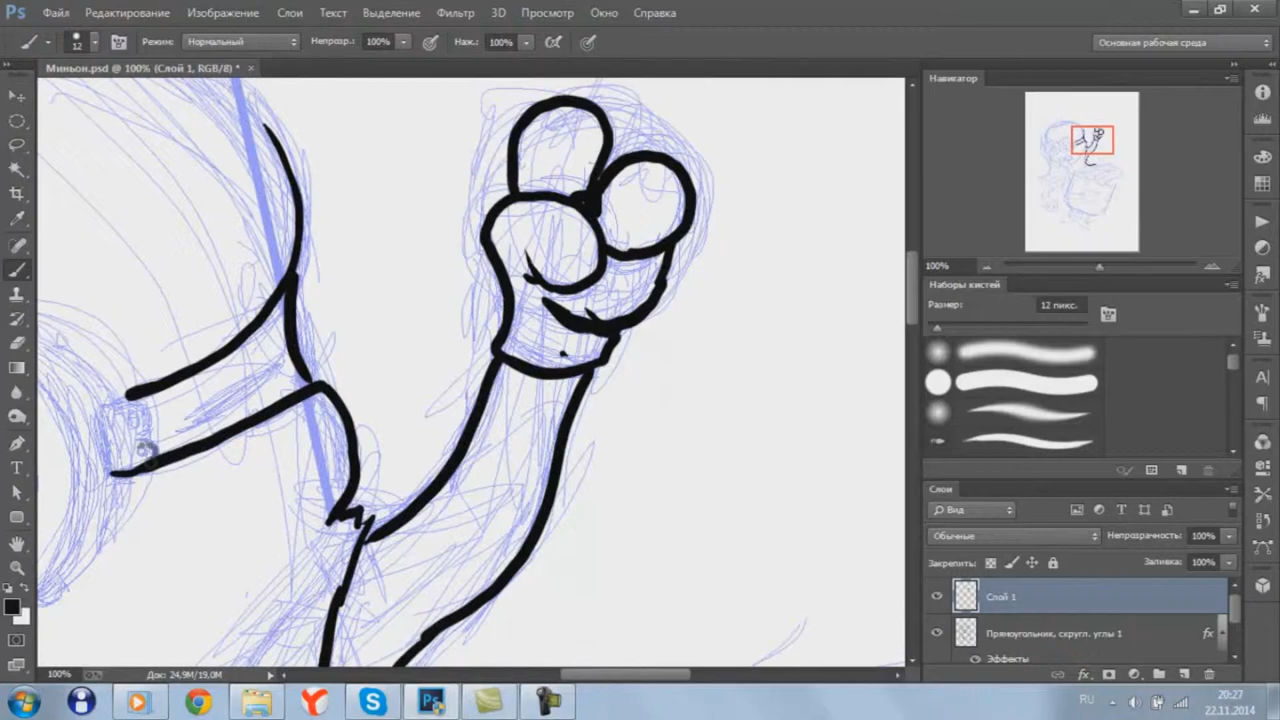 Ps Файл Редактирование Изображение Слои Текст Выделение Фильтр 3D Просмотр Окно Справка
12 Режим: Нормальный Непрозр.: 100% Наж.: 100% Основная рабочая среда
Миньон.psd @ 100% (Слой 1, RGB/8) * ×
Навигатор
100%
Наборы кистей
Размер: 12 пикс.
Слои
Вид
Обычные Непрозрачность: 100%
Закрепить: Заливка: 100%
Слой 1
Прямоугольник, скругл. углы 1 fx
Эффекты
100% Док: 24,9M/19,0M
RU 20:27
22.11.2014